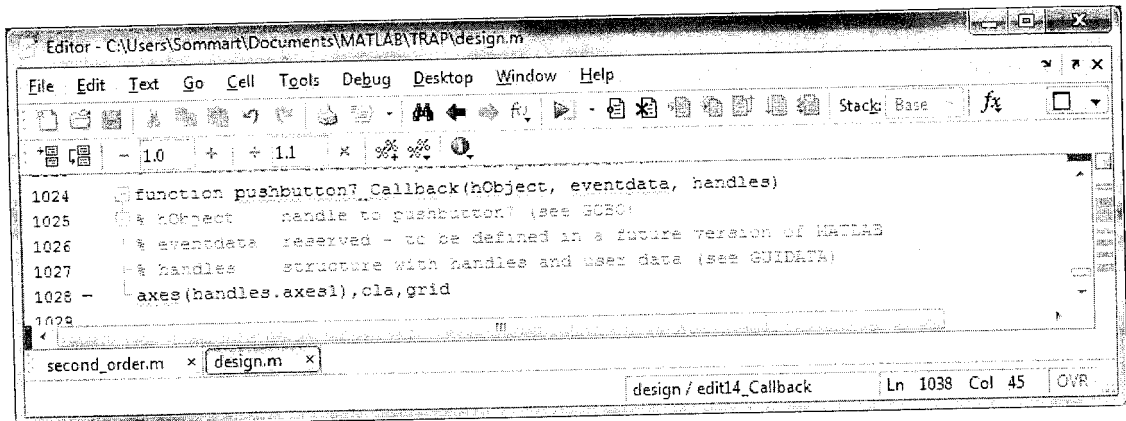 Editor - C:\Users\Sommart\Documents\MATLAB\TRAP\design.m
File Edit Text Go Cell Tools Debug Desktop Window Help
Stack: Base fx
- 1.0 + ÷ 1.1 ×
1024 function pushbutton7_Callback(hObject, eventdata, handles)
1025 % hObject handle to pushbutton7 (see GCBO)
1026 % eventdata reserved - to be defined in a future version of MATLAB
1027 % handles structure with handles and user data (see GUIDATA)
1028 - axes(handles.axes1),cla,grid
1029
second_order.m × design.m ×
design / edit14_Callback Ln 1038 Col 45 OVR